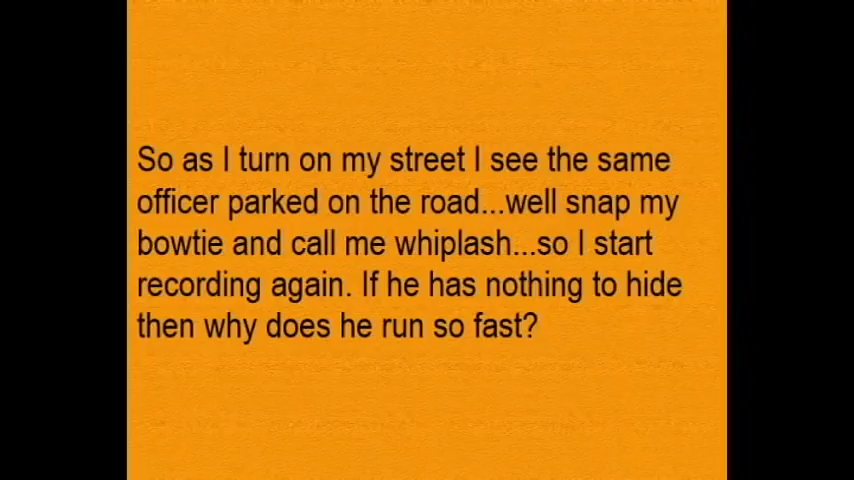 So as I turn on my street I see the same
officer parked on the road...well snap my
bowtie and call me whiplash...so I start
recording again. If he has nothing to hide
then why does he run so fast?